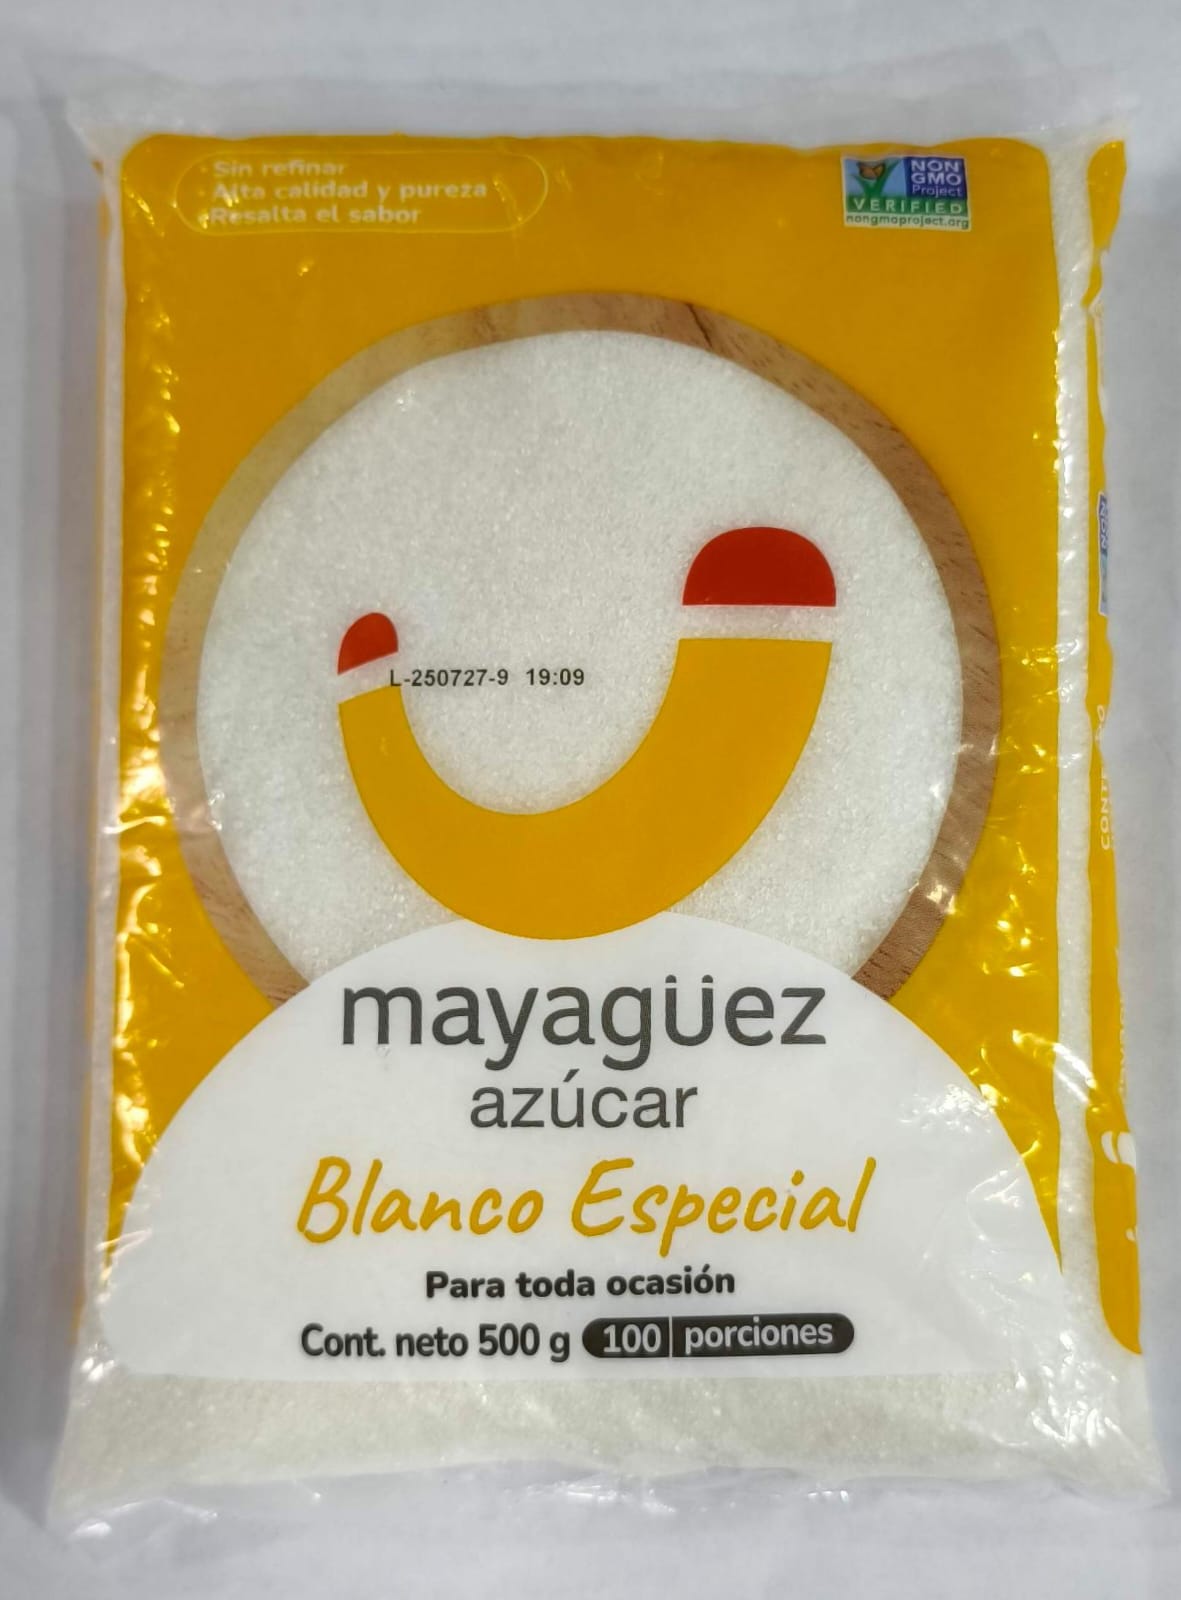 · Sin refinar
· Alta calidad y pureza
· Resalta el sabor
NON
GMO
Project
VERIFIED
nongmoproject.org
L-250727-9 19:09
mayagüez
azúcar
Blanco Especial
Para toda ocasión
Cont. neto 500 g 100 porciones
NON